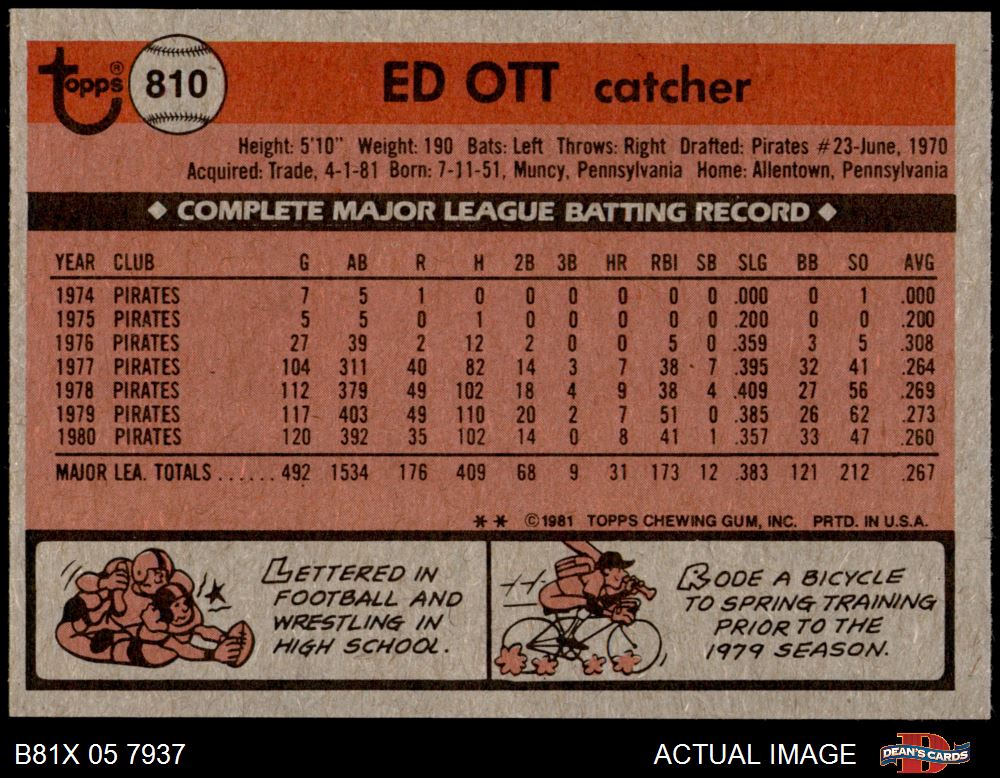 Topps® 810 ED OTT catcher
Height: 5'10" Weight: 190 Bats: Left Throws: Right Drafted: Pirates #23-June, 1970
Acquired: Trade, 4-1-81 Born: 7-11-51, Muncy, Pennsylvania Home: Allentown, Pennsylvania
◆ COMPLETE MAJOR LEAGUE BATTING RECORD ◆
YEAR CLUB G AB R H 2B 3B HR RBI SB SLG BB SO AVG
1974 PIRATES 7 5 1 0 0 0 0 0 0 .000 0 1 .000
1975 PIRATES 5 5 0 1 0 0 0 0 0 .200 0 0 .200
1976 PIRATES 27 39 2 12 2 0 0 5 0 .359 3 5 .308
1977 PIRATES 104 311 40 82 14 3 7 38 7 .395 32 41 .264
1978 PIRATES 112 379 49 102 18 4 9 38 4 .409 27 56 .269
1979 PIRATES 117 403 49 110 20 2 7 51 0 .385 26 62 .273
1980 PIRATES 120 392 35 102 14 0 8 41 1 .357 33 47 .260
MAJOR LEA. TOTALS ...... 492 1534 176 409 68 9 31 173 12 .383 121 212 .267
** ©1981 TOPPS CHEWING GUM, INC. PRTD. IN U.S.A.
LETTERED IN
FOOTBALL AND
WRESTLING IN
HIGH SCHOOL.
RODE A BICYCLE
TO SPRING TRAINING
PRIOR TO THE
1979 SEASON.
B81X 05 7937
ACTUAL IMAGE
DEAN'S CARDS